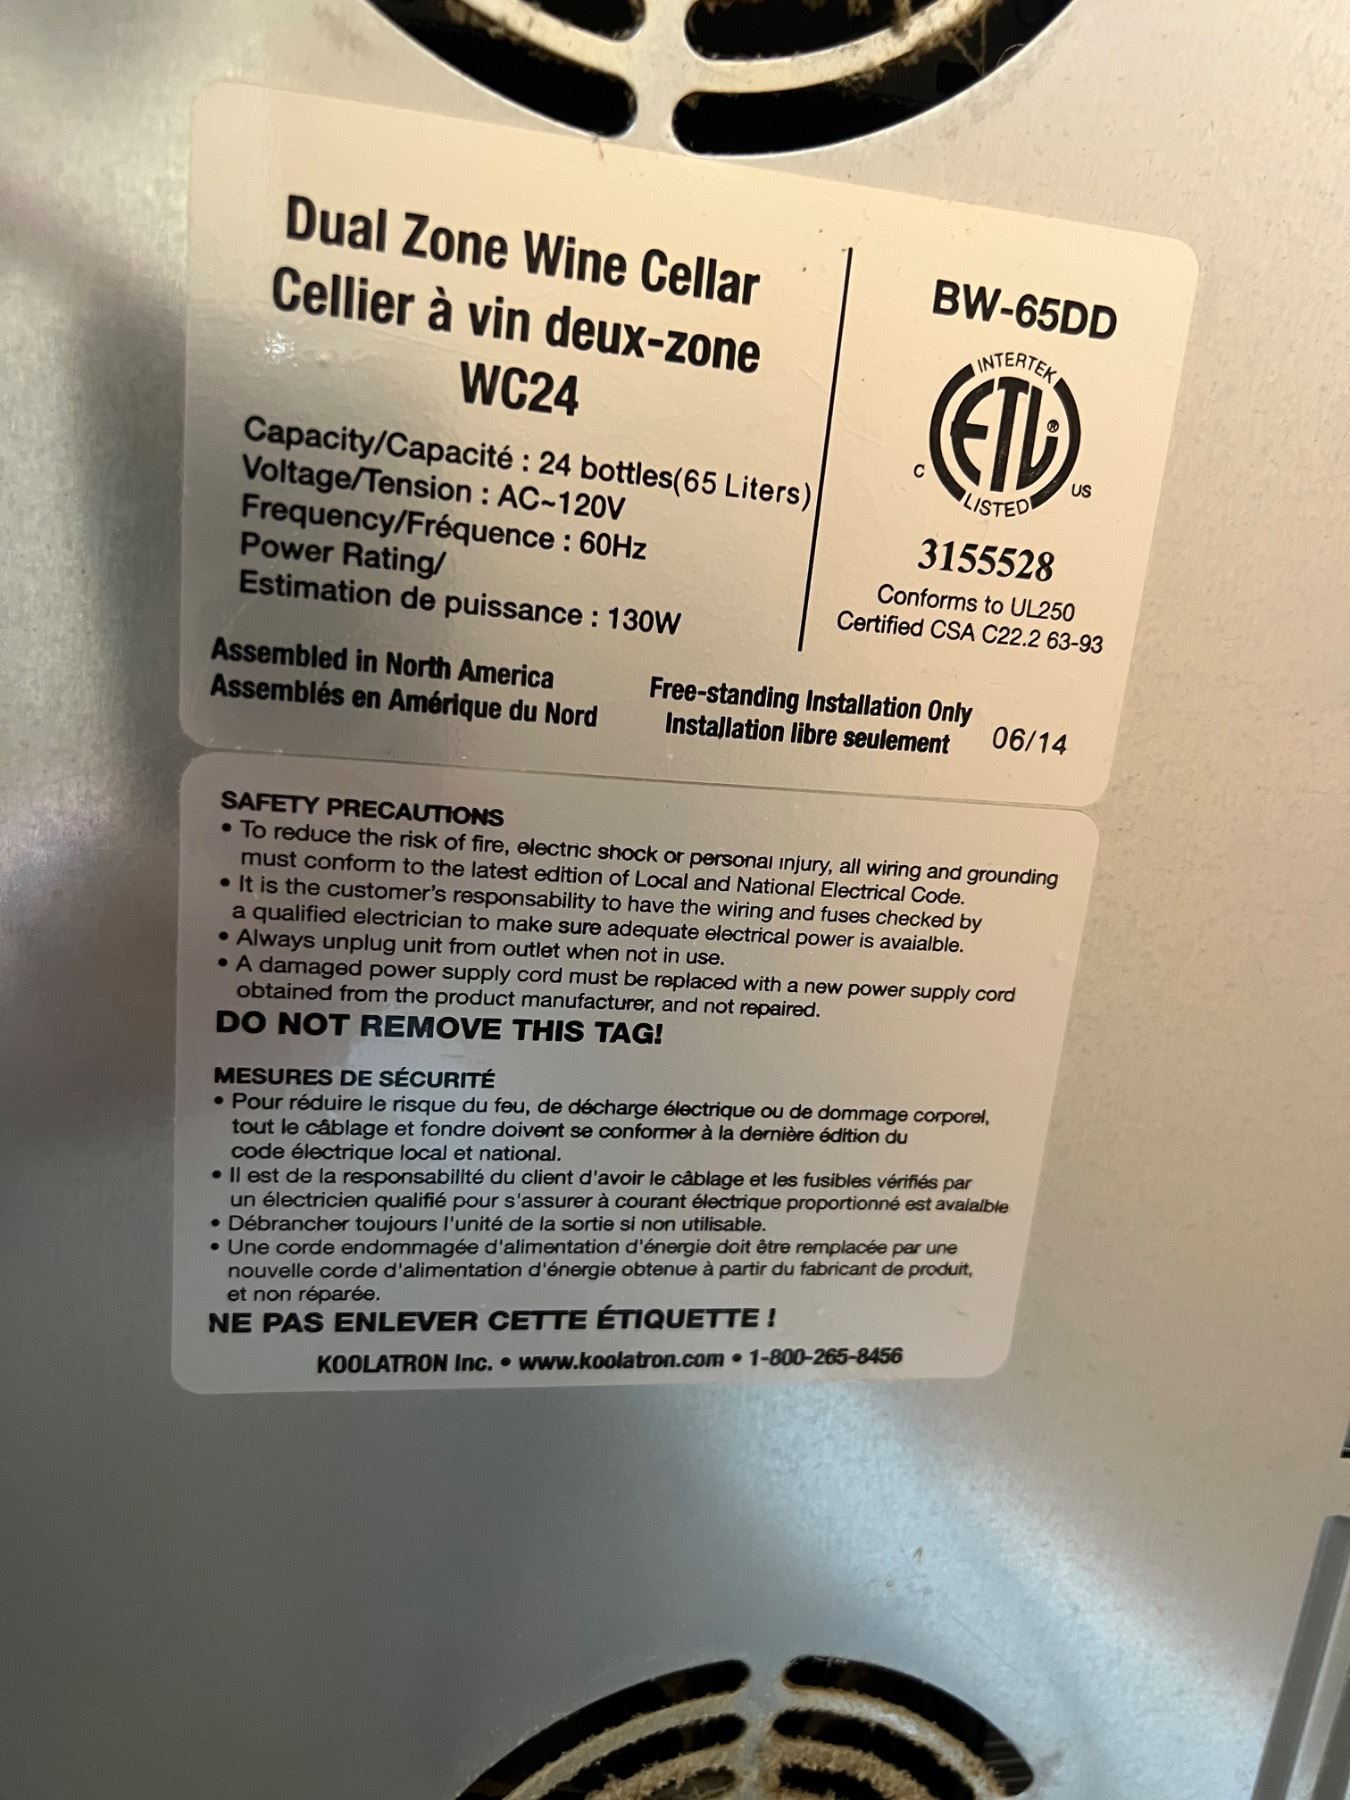 Dual Zone Wine Cellar
Cellier à vin deux-zone
WC24
Capacity/Capacité : 24 bottles(65 Liters)
Voltage/Tension : AC~120V
Frequency/Fréquence : 60Hz
Power Rating/
Estimation de puissance : 130W
BW-65DD
INTERTEK
ETL ®
C US
LISTED
3155528
Conforms to UL250
Certified CSA C22.2 63-93
Assembled in North America
Assemblés en Amérique du Nord
Free-standing Installation Only
Installation libre seulement
06/14
SAFETY PRECAUTIONS
• To reduce the risk of fire, electric shock or personal injury, all wiring and grounding
must conform to the latest edition of Local and National Electrical Code.
• It is the customer's responsability to have the wiring and fuses checked by
a qualified electrician to make sure adequate electrical power is avaialble.
• Always unplug unit from outlet when not in use.
• A damaged power supply cord must be replaced with a new power supply cord
obtained from the product manufacturer, and not repaired.
DO NOT REMOVE THIS TAG!
MESURES DE SÉCURITÉ
• Pour réduire le risque du feu, de décharge électrique ou de dommage corporel,
tout le câblage et fondre doivent se conformer à la dernière édition du
code électrique local et national.
• Il est de la responsabilité du client d'avoir le câblage et les fusibles vérifiés par
un électricien qualifié pour s'assurer à courant électrique proportionné est avaialble
• Débrancher toujours l'unité de la sortie si non utilisable.
• Une corde endommagée d'alimentation d'énergie doit être remplacée par une
nouvelle corde d'alimentation d'énergie obtenue à partir du fabricant de produit,
et non réparée.
NE PAS ENLEVER CETTE ÉTIQUETTE !
KOOLATRON Inc. • www.koolatron.com • 1-800-265-8456